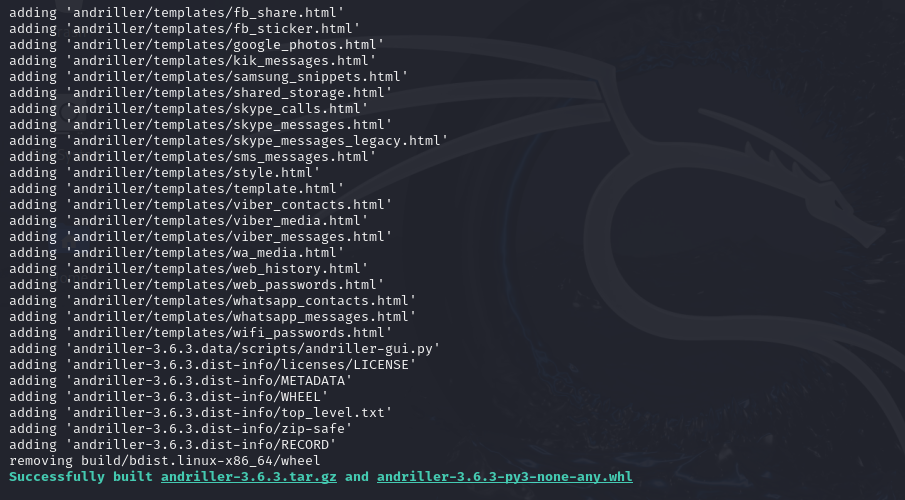 adding 'andriller/templates/fb_share.html'
adding 'andriller/templates/fb_sticker.html'
adding 'andriller/templates/google_photos.html'
adding 'andriller/templates/kik_messages.html'
adding 'andriller/templates/samsung_snippets.html'
adding 'andriller/templates/shared_storage.html'
adding 'andriller/templates/skype_calls.html'
adding 'andriller/templates/skype_messages.html'
adding 'andriller/templates/skype_messages_legacy.html'
adding 'andriller/templates/sms_messages.html'
adding 'andriller/templates/style.html'
adding 'andriller/templates/template.html'
adding 'andriller/templates/viber_contacts.html'
adding 'andriller/templates/viber_media.html'
adding 'andriller/templates/viber_messages.html'
adding 'andriller/templates/wa_media.html'
adding 'andriller/templates/web_history.html'
adding 'andriller/templates/web_passwords.html'
adding 'andriller/templates/whatsapp_contacts.html'
adding 'andriller/templates/whatsapp_messages.html'
adding 'andriller/templates/wifi_passwords.html'
adding 'andriller-3.6.3.data/scripts/andriller-gui.py'
adding 'andriller-3.6.3.dist-info/licenses/LICENSE'
adding 'andriller-3.6.3.dist-info/METADATA'
adding 'andriller-3.6.3.dist-info/WHEEL'
adding 'andriller-3.6.3.dist-info/top_level.txt'
adding 'andriller-3.6.3.dist-info/zip-safe'
adding 'andriller-3.6.3.dist-info/RECORD'
removing build/bdist.linux-x86_64/wheel
Successfully built andriller-3.6.3.tar.gz and andriller-3.6.3-py3-none-any.whl